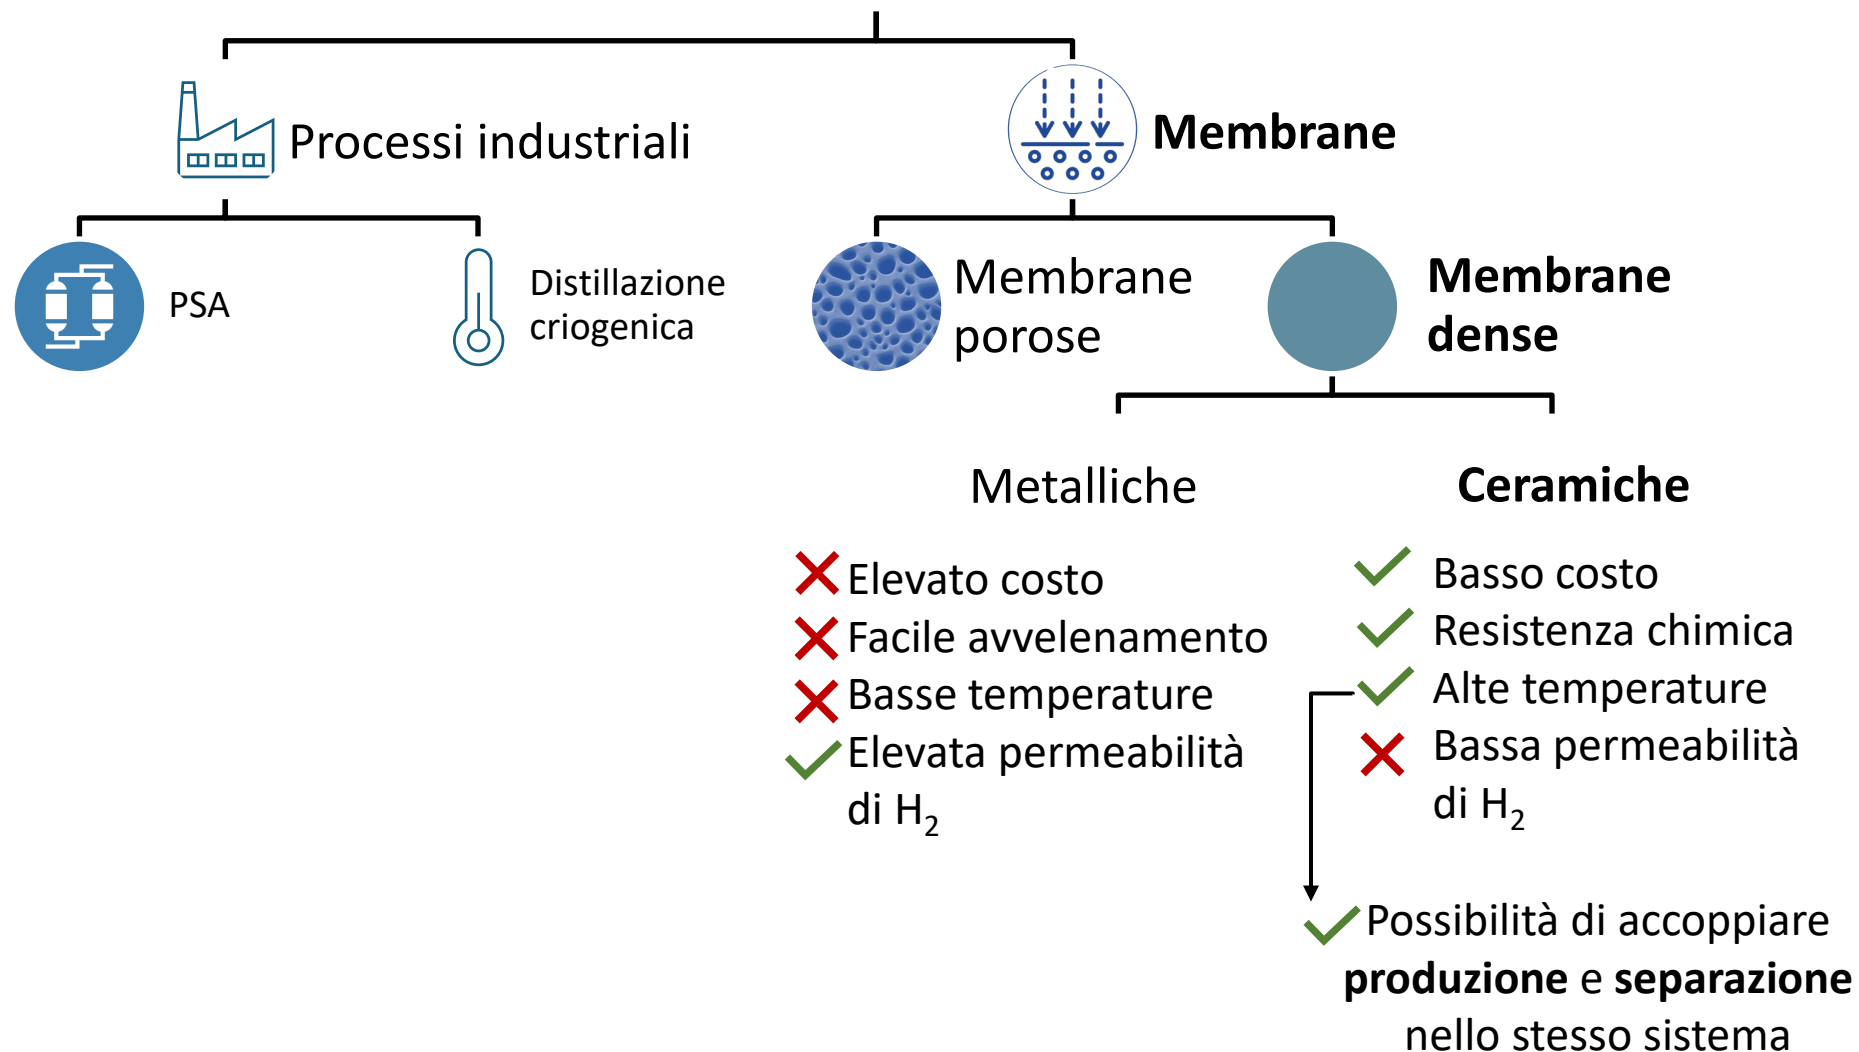 Processi industriali
Membrane
PSA
Distillazione
criogenica
Membrane
porose
Membrane
dense
Metalliche
Elevato costo
Facile avvelenamento
Basse temperature
Elevata permeabilità
di H₂
Ceramiche
Basso costo
Resistenza chimica
Alte temperature
Bassa permeabilità
di H₂
Possibilità di accoppiare
produzione e separazione
nello stesso sistema